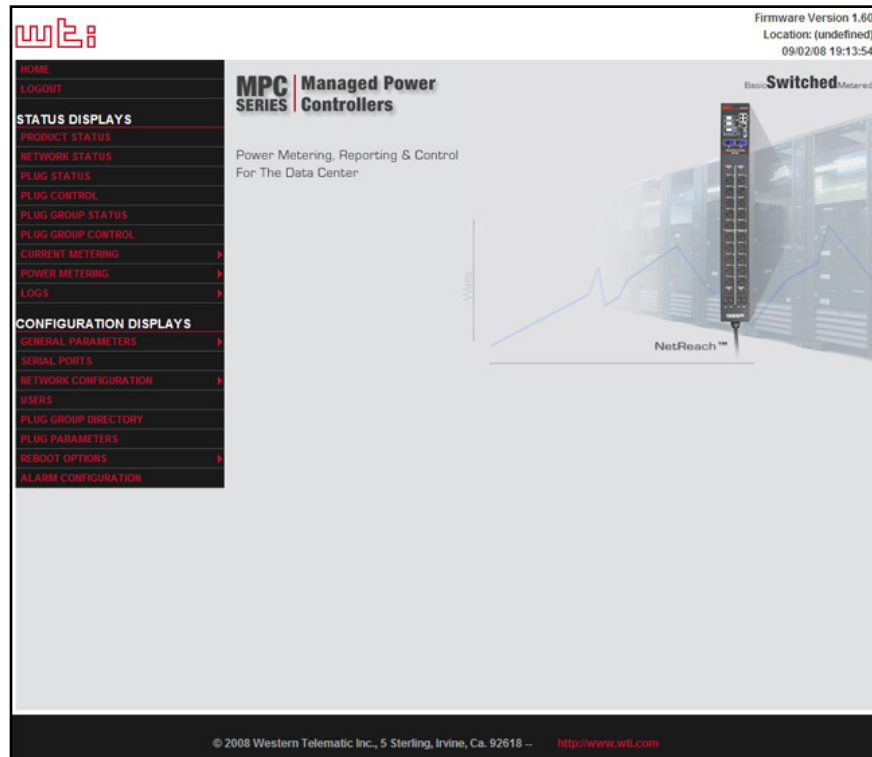 wti
Firmware Version 1.60
Location: (undefined)
09/02/08 19:13:54
HOME
LOGOUT
STATUS DISPLAYS
PRODUCT STATUS
NETWORK STATUS
PLUG STATUS
PLUG CONTROL
PLUG GROUP STATUS
PLUG GROUP CONTROL
CURRENT METERING
POWER METERING
LOGS
CONFIGURATION DISPLAYS
GENERAL PARAMETERS
SERIAL PORTS
NETWORK CONFIGURATION
USERS
PLUG GROUP DIRECTORY
PLUG PARAMETERS
REBOOT OPTIONS
ALARM CONFIGURATION
MPC SERIES Managed Power Controllers
BasicSwitchedMetered
Power Metering, Reporting & Control
For The Data Center
Watts
NetReach™
© 2008 Western Telematic Inc., 5 Sterling, Irvine, Ca. 92618 -- http://www.wti.com